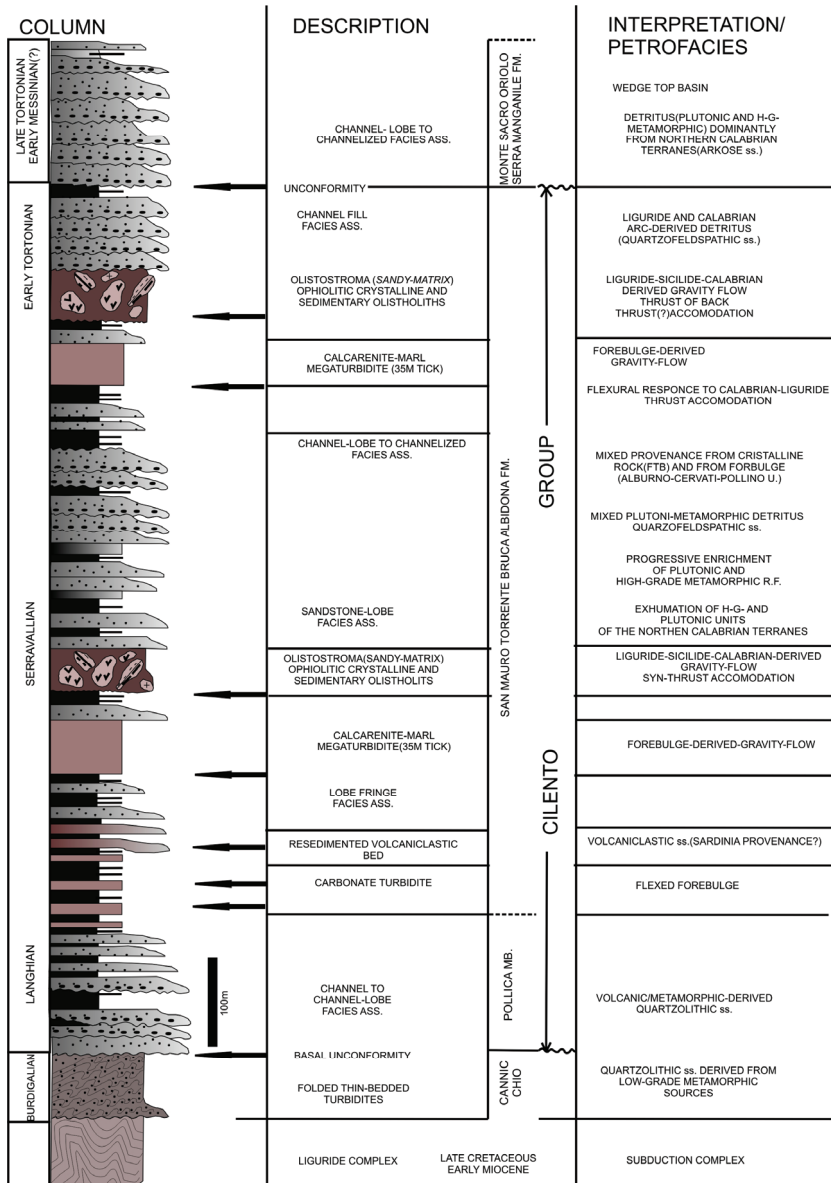 COLUMN
DESCRIPTION
INTERPRETATION/
PETROFACIES
LATE TORTONIAN
EARLY MESSINIAN(?)
EARLY TORTONIAN
SERRAVALLIAN
LANGHIAN
BURDIGALIAN
100m
CHANNEL- LOBE TO
CHANNELIZED FACIES ASS.
UNCONFORMITY
CHANNEL FILL
FACIES ASS.
OLISTOSTROMA (SANDY-MATRIX)
OPHIOLITIC CRYSTALLINE AND
SEDIMENTARY OLISTHOLITHS
CALCARENITE-MARL
MEGATURBIDITE (35M TICK)
CHANNEL-LOBE TO CHANNELIZED
FACIES ASS.
SANDSTONE-LOBE
FACIES ASS.
OLISTOSTROMA(SANDY-MATRIX)
OPHIOLITIC CRYSTALLINE AND
SEDIMENTARY OLISTHOLITS
CALCARENITE-MARL
MEGATURBIDITE(35M TICK)
LOBE FRINGE
FACIES ASS.
RESEDIMENTED VOLCANICLASTIC
BED
CARBONATE TURBIDITE
CHANNEL TO
CHANNEL-LOBE
FACIES ASS.
BASAL UNCONFORMITY
FOLDED THIN-BEDDED
TURBIDITES
LIGURIDE COMPLEX
LATE CRETACEOUS
EARLY MIOCENE
MONTE SACRO ORIOLO
SERRA MANGANILE FM.
SAN MAURO TORRENTE BRUCA ALBIDONA FM.
POLLICA MB.
CANNIC
CHIO
GROUP
CILENTO
WEDGE TOP BASIN
DETRITUS(PLUTONIC AND H-G-
METAMORPHIC) DOMINANTLY
FROM NORTHERN CALABRIAN
TERRANES(ARKOSE ss.)
LIGURIDE AND CALABRIAN
ARC-DERIVED DETRITUS
(QUARTZOFELDSPATHIC ss.)
LIGURIDE-SICILIDE-CALABRIAN
DERIVED GRAVITY FLOW
THRUST OF BACK
THRUST(?)ACCOMODATION
FOREBULGE-DERIVED
GRAVITY-FLOW
FLEXURAL RESPONCE TO CALABRIAN-LIGURIDE
THRUST ACCOMODATION
MIXED PROVENANCE FROM CRISTALLINE
ROCK(FTB) AND FROM FORBULGE
(ALBURNO-CERVATI-POLLINO U.)
MIXED PLUTONI-METAMORPHIC DETRITUS
QUARZOFELDSPATHIC ss.
PROGRESSIVE ENRICHMENT
OF PLUTONIC AND
HIGH-GRADE METAMORPHIC R.F.
EXHUMATION OF H-G- AND
PLUTONIC UNITS
OF THE NORTHEN CALABRIAN TERRANES
LIGURIDE-SICILIDE-CALABRIAN-DERIVED
GRAVITY-FLOW
SYN-THRUST ACCOMODATION
FOREBULGE-DERIVED-GRAVITY-FLOW
VOLCANICLASTIC ss.(SARDINIA PROVENANCE?)
FLEXED FOREBULGE
VOLCANIC/METAMORPHIC-DERIVED
QUARTZOLITHIC ss.
QUARTZOLITHIC ss. DERIVED FROM
LOW-GRADE METAMORPHIC
SOURCES
SUBDUCTION COMPLEX